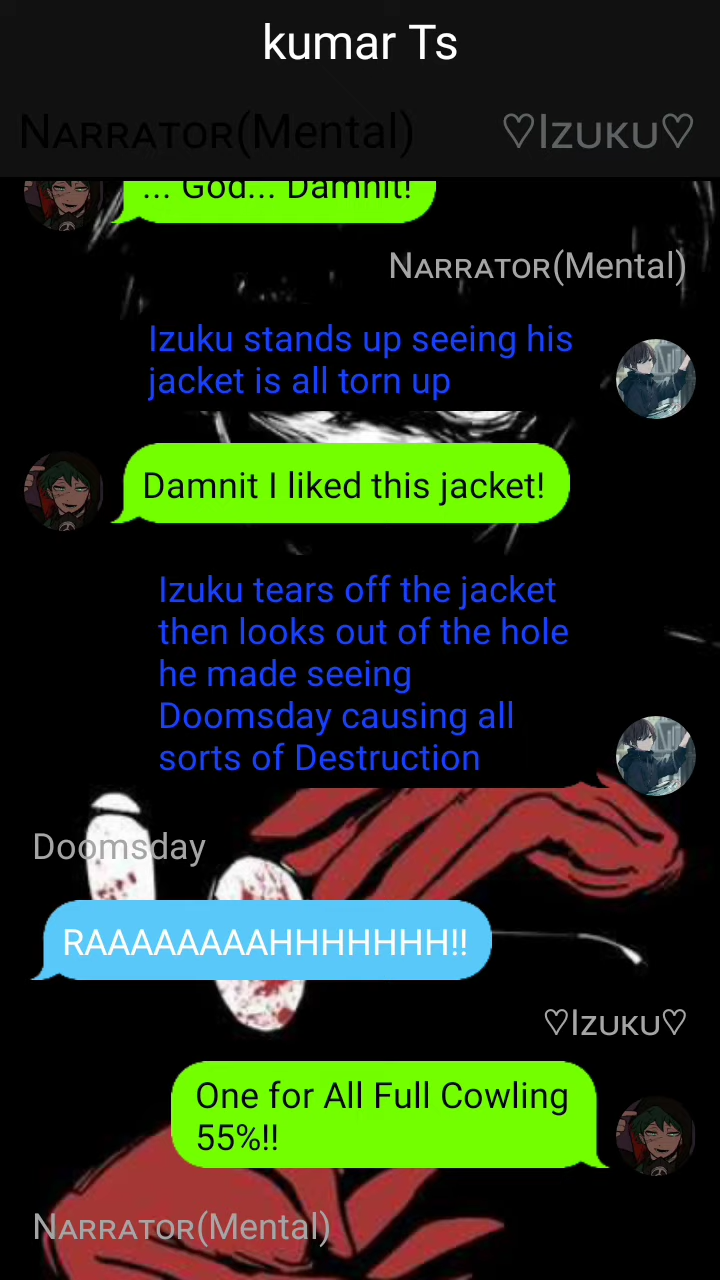 kumar Ts
Narrator(Mental) ♡Izuku♡
... God... Damnit!
Narrator(Mental)
Izuku stands up seeing his
jacket is all torn up
Damnit I liked this jacket!
Izuku tears off the jacket
then looks out of the hole
he made seeing
Doomsday causing all
sorts of Destruction
Doomsday
RAAAAAAAAHHHHHHH!!
♡Izuku♡
One for All Full Cowling
55%!!
Narrator(Mental)